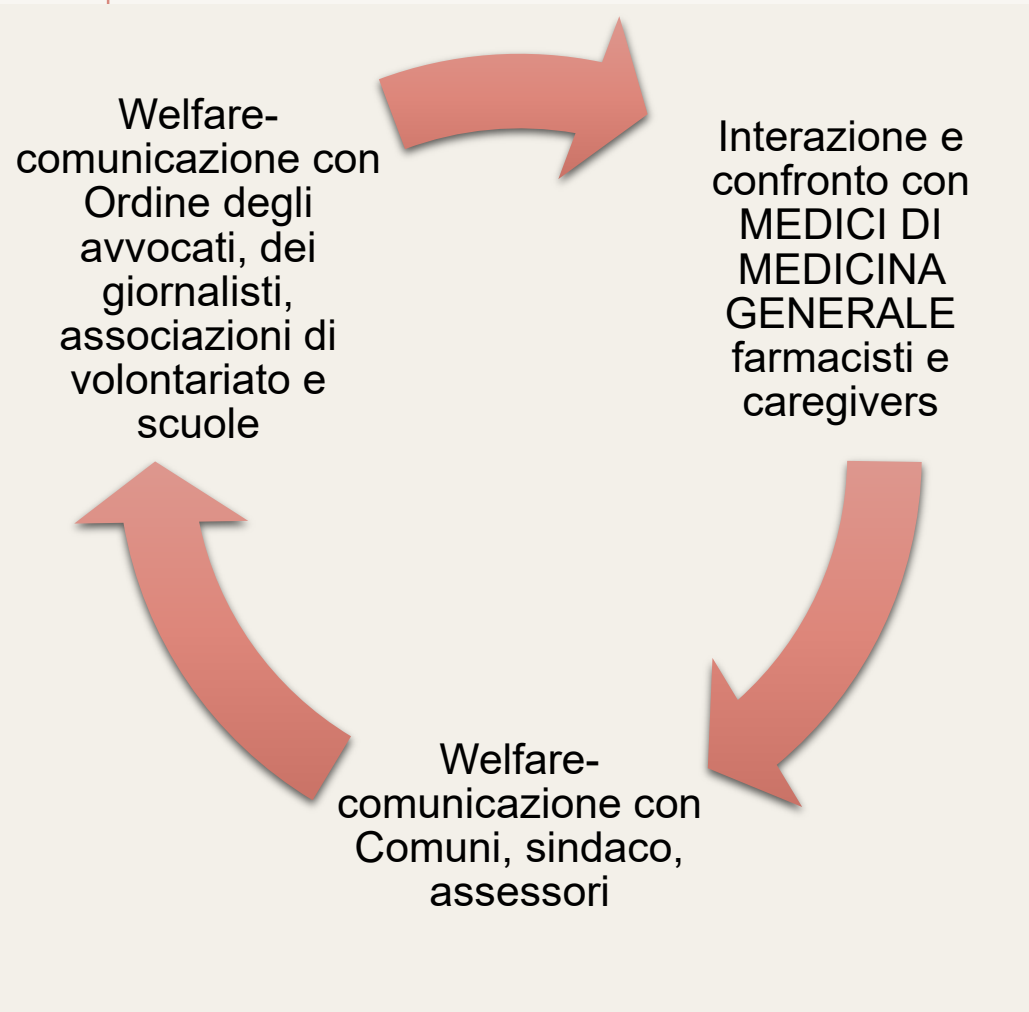 Welfare-
comunicazione con
Ordine degli
avvocati, dei
giornalisti,
associazioni di
volontariato e
scuole
Interazione e
confronto con
MEDICI DI
MEDICINA
GENERALE
farmacisti e
caregivers
Welfare-
comunicazione con
Comuni, sindaco,
assessori